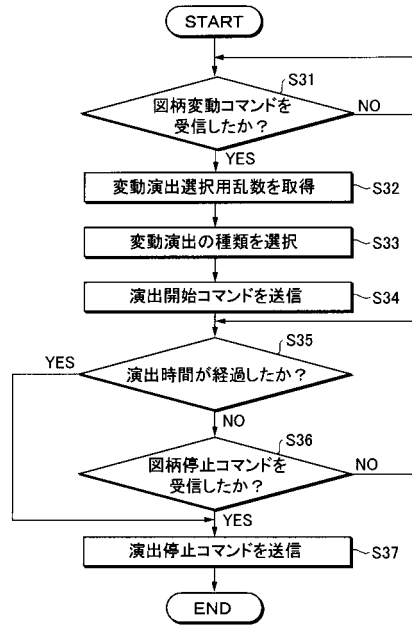 START
S31
図柄変動コマンドを
受信したか？
NO
YES
変動演出選択用乱数を取得
S32
変動演出の種類を選択
S33
演出開始コマンドを送信
S34
S35
YES
演出時間が経過したか？
NO
S36
図柄停止コマンドを
受信したか？
NO
YES
演出停止コマンドを送信
S37
END